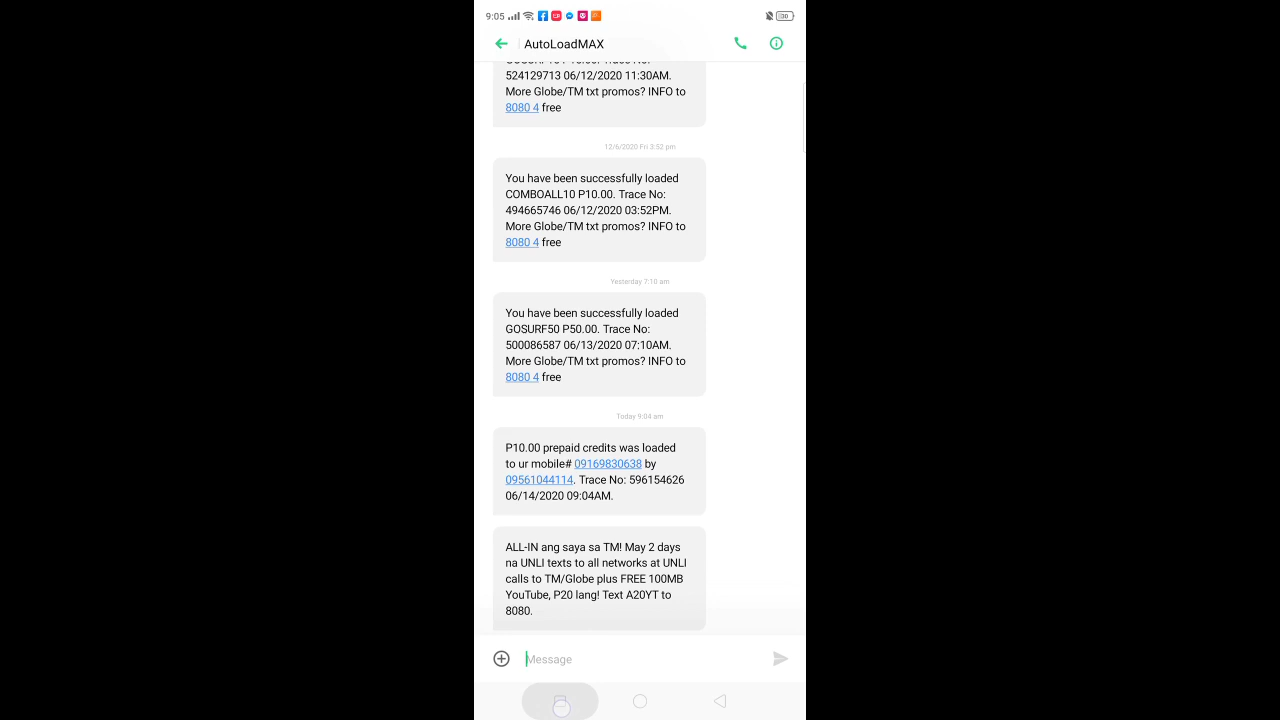 9:05
30
AutoLoadMAX
524129713 06/12/2020 11:30AM.
More Globe/TM txt promos? INFO to
8080 4 free
12/6/2020 Fri 3:52 pm
You have been successfully loaded
COMBOALL10 P10.00. Trace No:
494665746 06/12/2020 03:52PM.
More Globe/TM txt promos? INFO to
8080 4 free
Yesterday 7:10 am
You have been successfully loaded
GOSURF50 P50.00. Trace No:
500086587 06/13/2020 07:10AM.
More Globe/TM txt promos? INFO to
8080 4 free
Today 9:04 am
P10.00 prepaid credits was loaded
to ur mobile# 09169830638 by
09561044114. Trace No: 596154626
06/14/2020 09:04AM.
ALL-IN ang saya sa TM! May 2 days
na UNLI texts to all networks at UNLI
calls to TM/Globe plus FREE 100MB
YouTube, P20 lang! Text A20YT to
8080.
Message